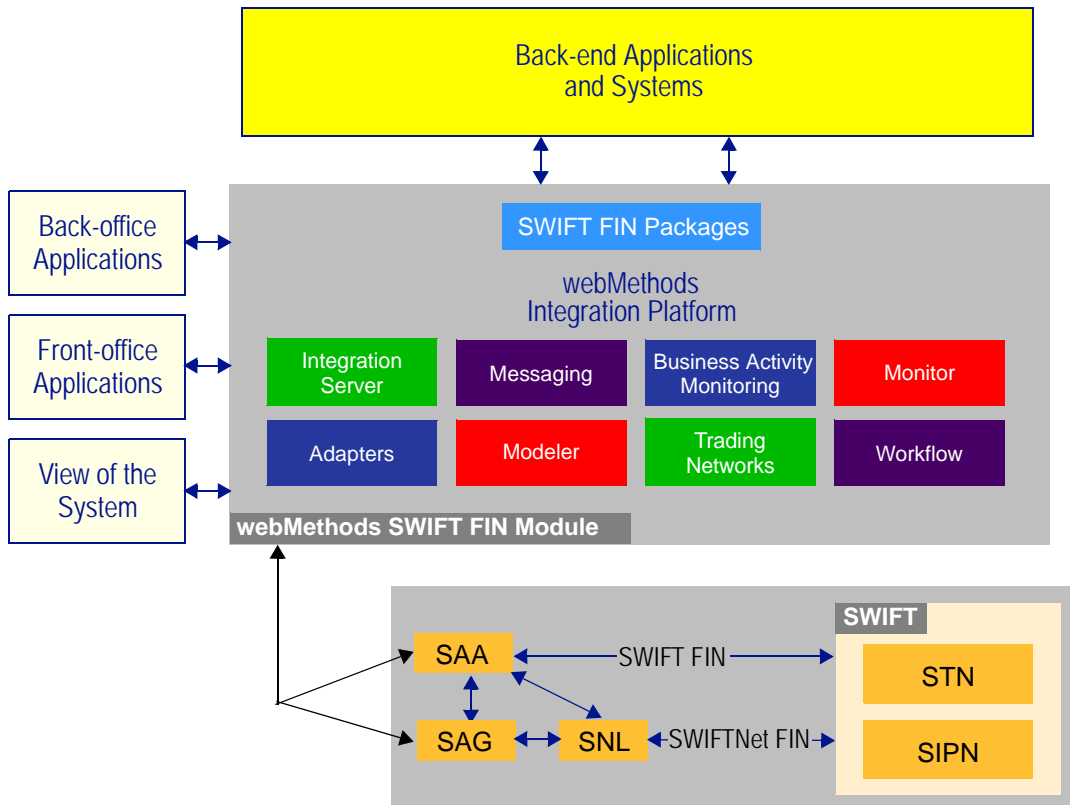 Back-end Applications
and Systems
Back-office
Applications
SWIFT FIN Packages
webMethods
Integration Platform
Front-office
Applications
Integration
Server
Messaging
Business Activity
Monitoring
Monitor
Adapters
Modeler
Trading
Networks
Workflow
View of the
System
webMethods SWIFT FIN Module
SWIFT
SAA
SWIFT FIN
STN
SAG
SNL
SWIFTNet FIN
SIPN